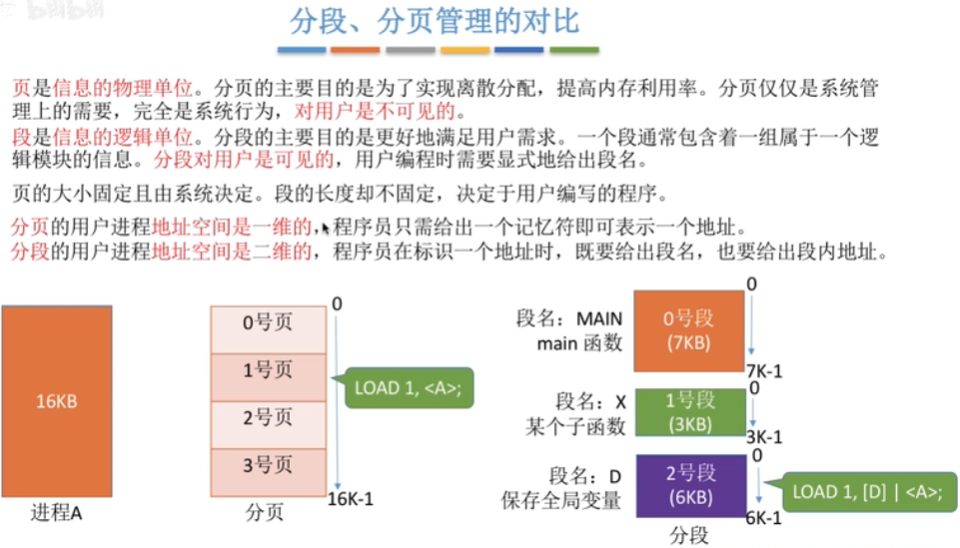 bilibili
分段、分页管理的对比
页是信息的物理单位。分页的主要目的是为了实现离散分配，提高内存利用率。分页仅仅是系统管
理上的需要，完全是系统行为，对用户是不可见的。
段是信息的逻辑单位。分段的主要目的是更好地满足用户需求。一个段通常包含着一组属于一个逻
辑模块的信息。分段对用户是可见的，用户编程时需要显式地给出段名。
页的大小固定且由系统决定。段的长度却不固定，决定于用户编写的程序。
分页的用户进程地址空间是一维的，程序员只需给出一个记忆符即可表示一个地址。
分段的用户进程地址空间是二维的，程序员在标识一个地址时，既要给出段名，也要给出段内地址。
16KB
进程A
0
0号页
1号页
2号页
3号页
LOAD 1, <A>;
16K-1
分页
段名：MAIN
main 函数
0号段
(7KB)
0
7K-1
段名：X
某个子函数
1号段
(3KB)
0
3K-1
段名：D
保存全局变量
2号段
(6KB)
0
6K-1
LOAD 1, [D] | <A>;
分段